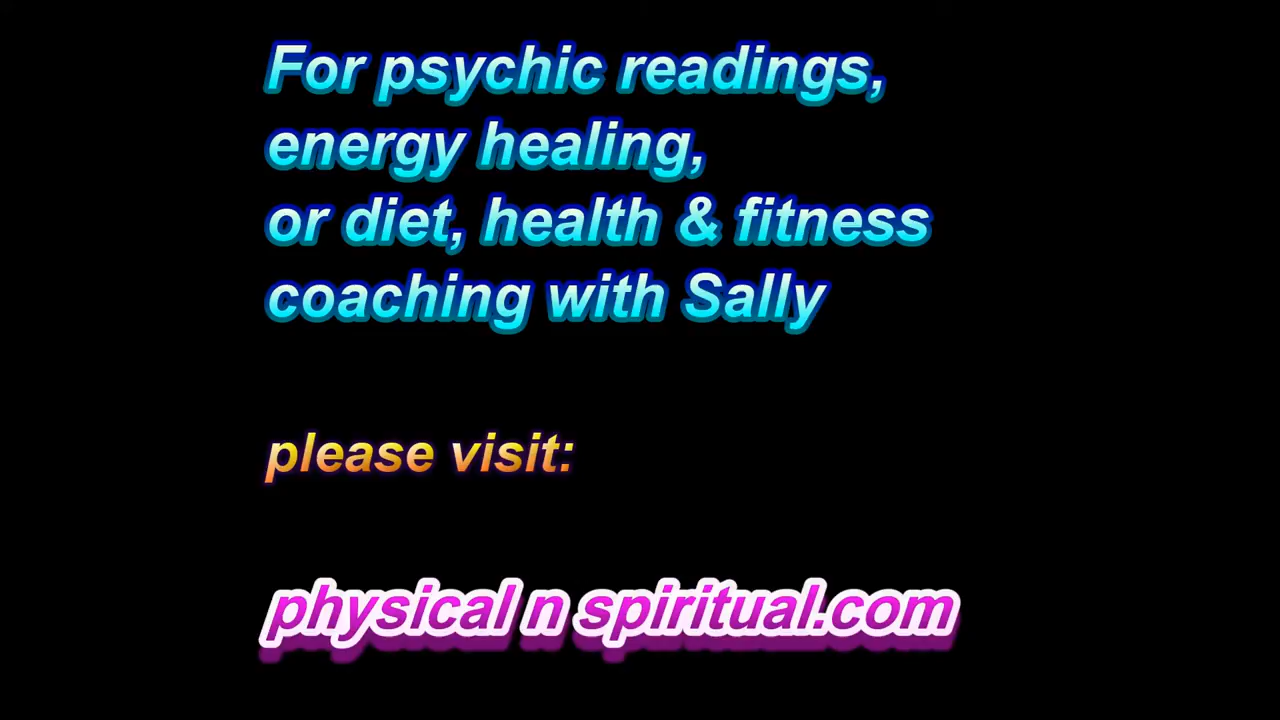 For psychic readings,
energy healing,
or diet, health & fitness
coaching with Sally
please visit:
physical n spiritual.com